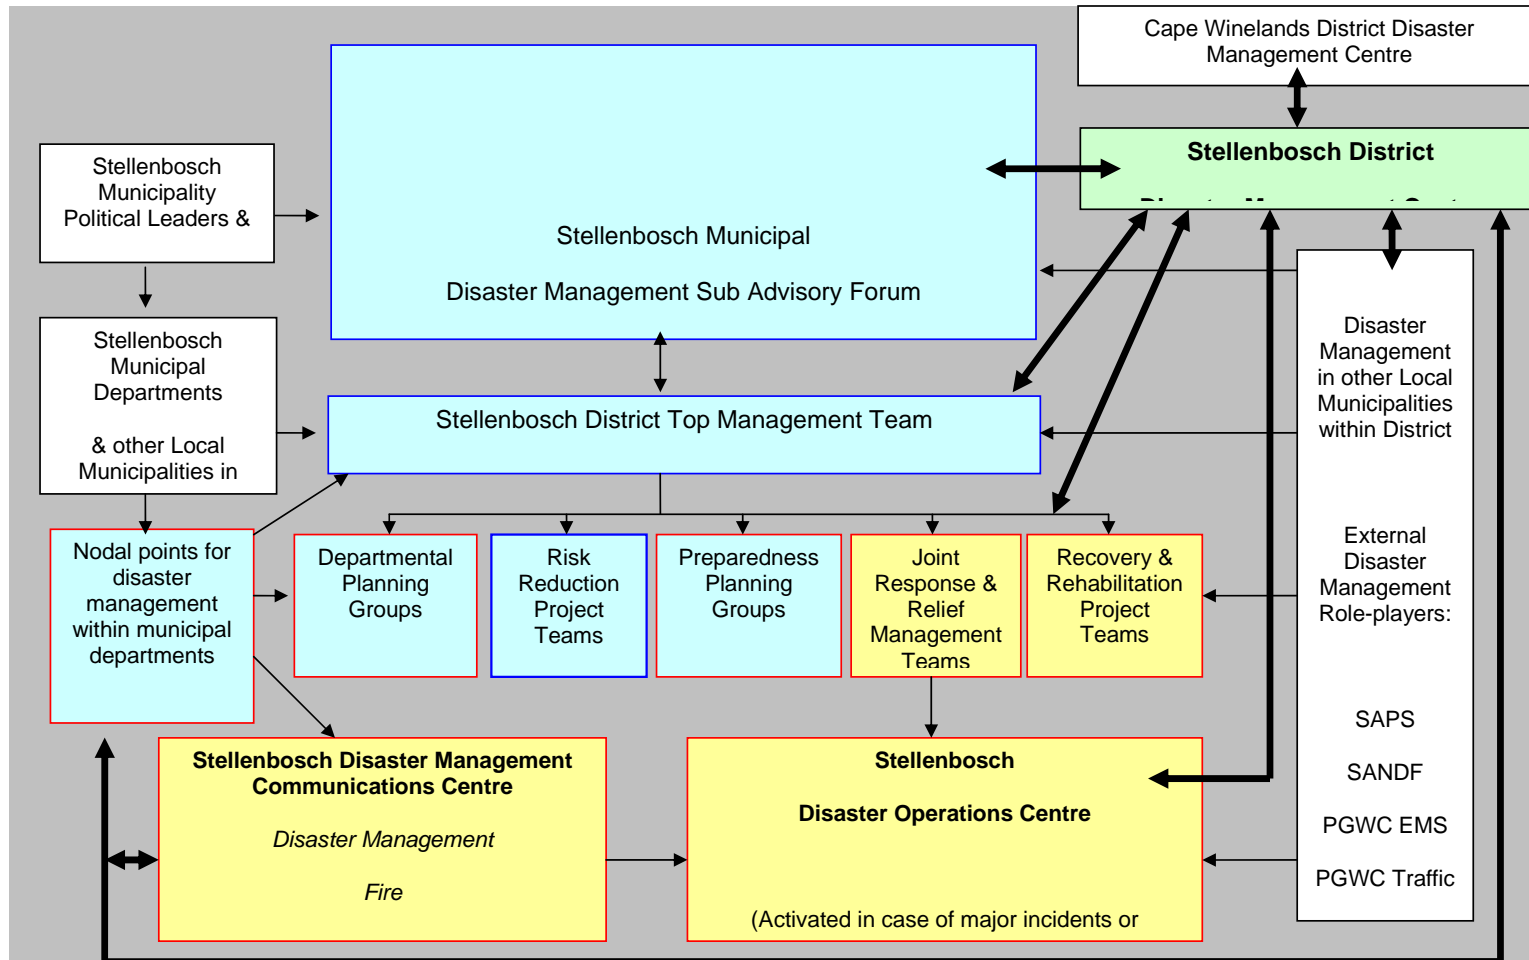 Cape Winelands District Disaster
Management Centre
Stellenbosch District
Stellenbosch
Municipality
Political Leaders &
Stellenbosch Municipal
Disaster Management Sub Advisory Forum
Stellenbosch
Municipal
Departments
& other Local
Municipalities in
Stellenbosch District Top Management Team
Disaster
Management
in other Local
Municipalities
within District
External
Disaster
Management
Role-players:
SAPS
SANDF
PGWC EMS
PGWC Traffic
Nodal points for
disaster
management
within municipal
departments
Departmental
Planning
Groups
Risk
Reduction
Project
Teams
Preparedness
Planning
Groups
Joint
Response &
Relief
Management
Teams
Recovery &
Rehabilitation
Project
Teams
Stellenbosch Disaster Management
Communications Centre
Disaster Management
Fire
Stellenbosch
Disaster Operations Centre
(Activated in case of major incidents or